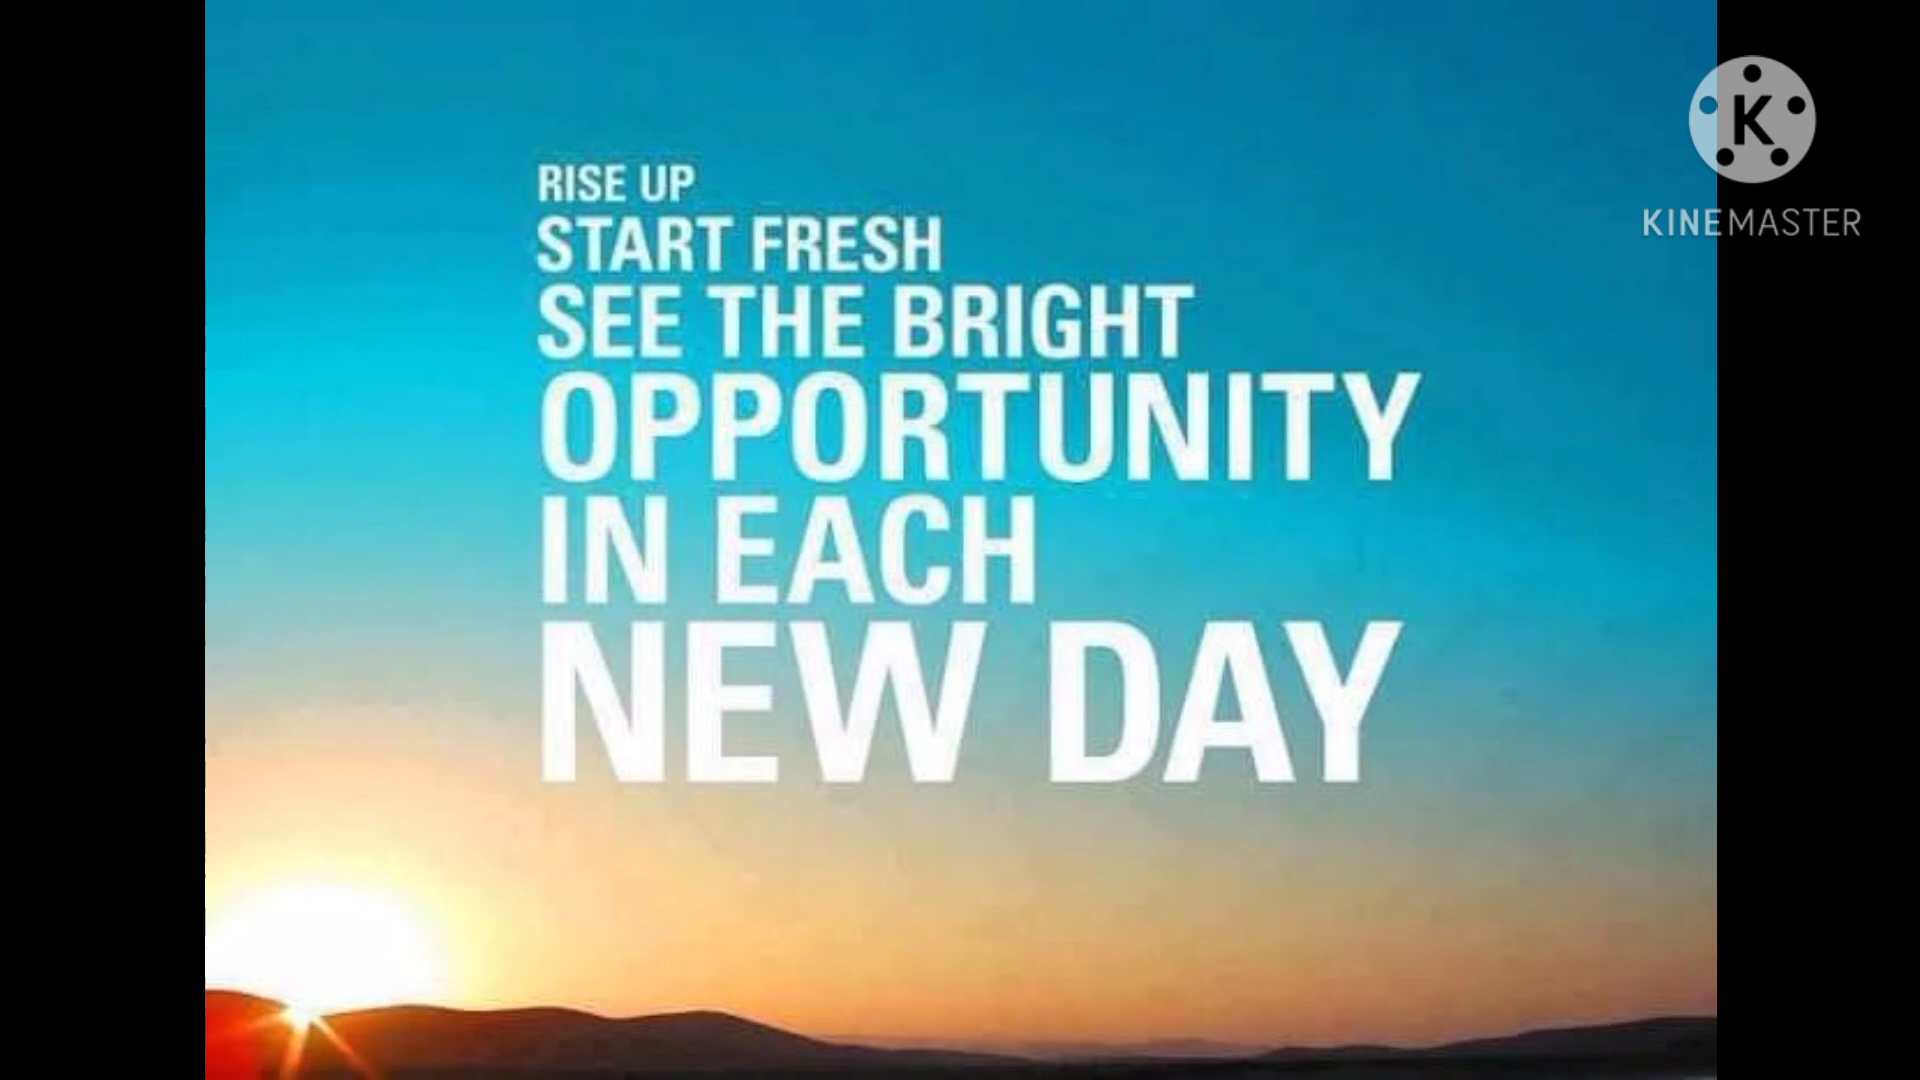 RISE UP
START FRESH
SEE THE BRIGHT
OPPORTUNITY
IN EACH
NEW DAY
K
KINEMASTER